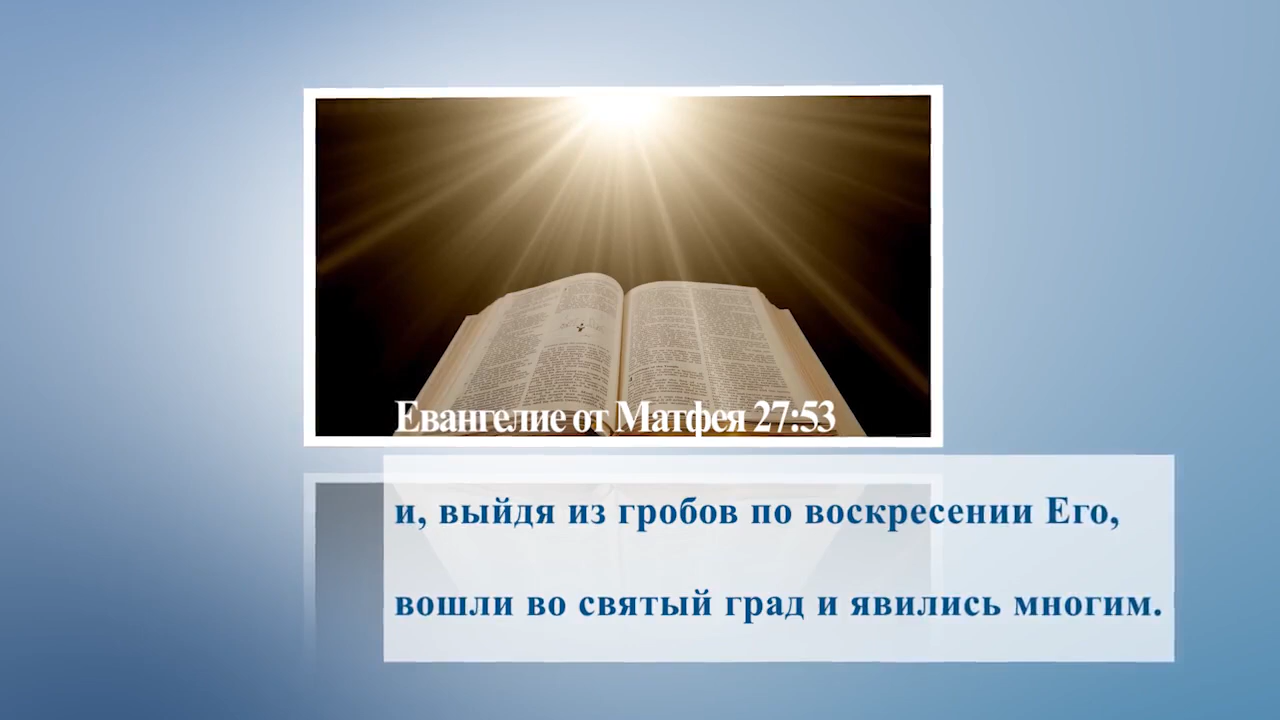 Евангелие от Матфея 27:53
и, выйдя из гробов по воскресении Его,
вошли во святый град и явились многим.